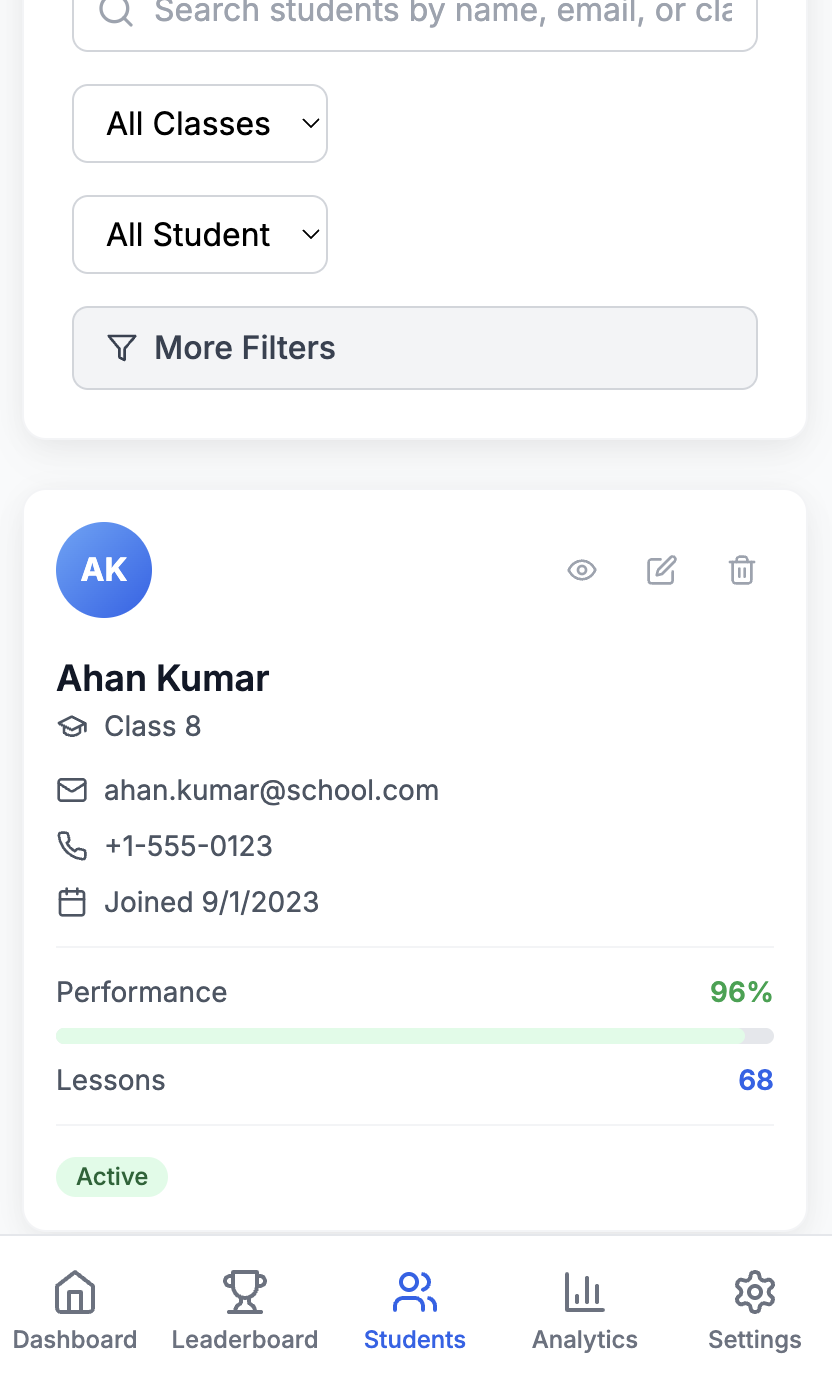 Search students by name, email, or cla
All Classes
All Student
More Filters
AK
Ahan Kumar
Class 8
ahan.kumar@school.com
+1-555-0123
Joined 9/1/2023
Performance 96%
Lessons 68
Active
Dashboard Leaderboard Students Analytics Settings